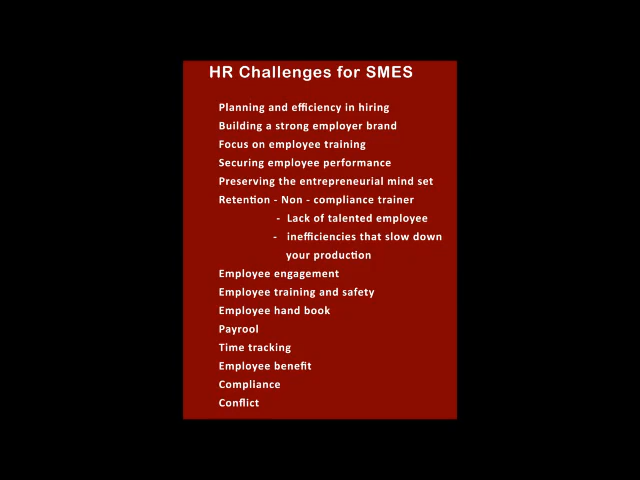 HR Challenges for SMES
Planning and efficiency in hiring
Building a strong employer brand
Focus on employee training
Securing employee performance
Preserving the entrepreneurial mind set
Retention - Non - compliance trainer
- Lack of talented employee
- inefficiencies that slow down
your production
Employee engagement
Employee training and safety
Employee hand book
Payrool
Time tracking
Employee benefit
Compliance
Conflict